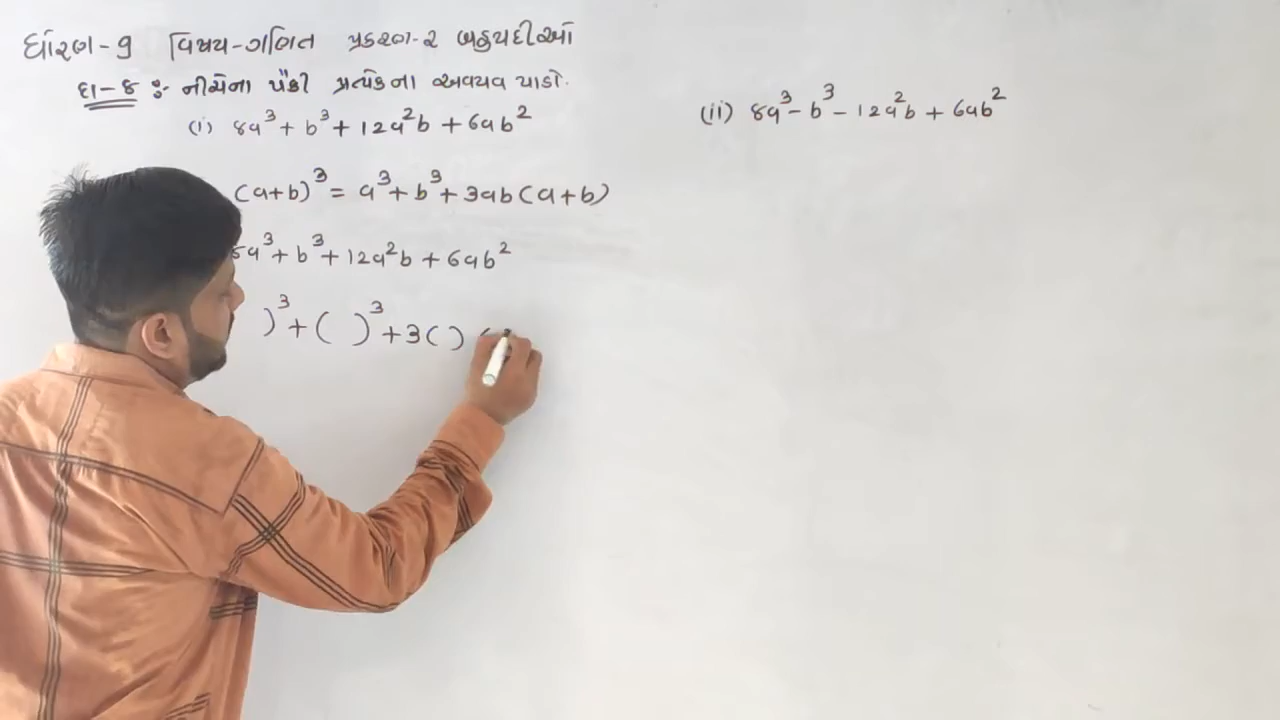 ધોરણ-9 વિષય-ગણિત પ્રકરણ-૨ બહુપદીઓ
દા-૬ :- નીચેના પૈકી પ્રત્યેકના અવયવ પાડો.
(i) 8a³ + b³ + 12a²b + 6ab²
(a+b)³ = a³ + b³ + 3ab(a+b)
8a³ + b³ + 12a²b + 6ab²
)³ + ( )³ + 3( ) (
(ii) 8a³ - b³ - 12a²b + 6ab²